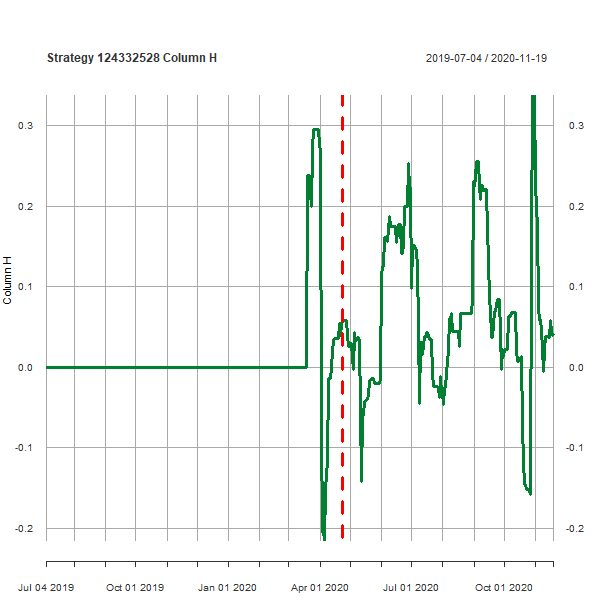 Strategy 124332528 Column H
2019-07-04 / 2020-11-19
0.3 0.3
0.2 0.2
0.1 0.1
Column H
0.0 0.0
-0.1 -0.1
-0.2 -0.2
Jul 04 2019 Oct 01 2019 Jan 01 2020 Apr 01 2020 Jul 01 2020 Oct 01 2020